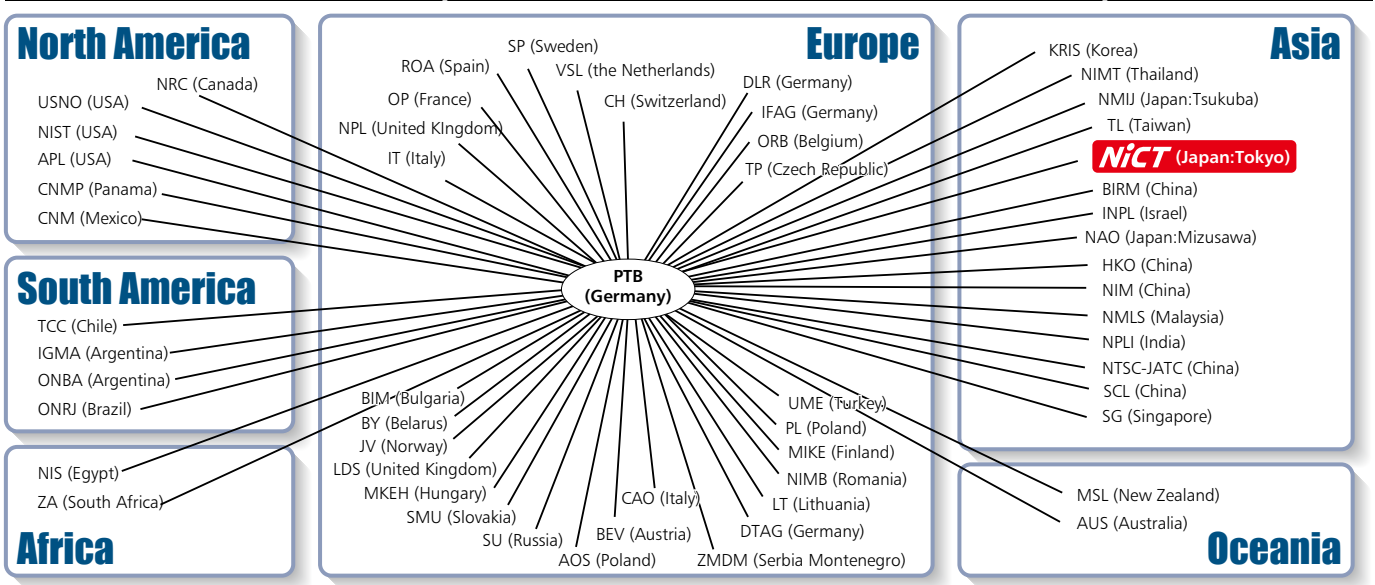 North America
NRC (Canada)
USNO (USA)
NIST (USA)
APL (USA)
CNMP (Panama)
CNM (Mexico)
South America
TCC (Chile)
IGMA (Argentina)
ONBA (Argentina)
ONRJ (Brazil)
NIS (Egypt)
ZA (South Africa)
Africa
Europe
SP (Sweden)
ROA (Spain)
VSL (the Netherlands)
OP (France)
CH (Switzerland)
NPL (United KIngdom)
IT (Italy)
DLR (Germany)
IFAG (Germany)
ORB (Belgium)
TP (Czech Republic)
PTB
(Germany)
BIM (Bulgaria)
BY (Belarus)
JV (Norway)
LDS (United Kingdom)
MKEH (Hungary)
SMU (Slovakia)
SU (Russia)
AOS (Poland)
CAO (Italy)
BEV (Austria)
UME (Turkey)
PL (Poland)
MIKE (Finland)
NIMB (Romania)
LT (Lithuania)
DTAG (Germany)
ZMDM (Serbia Montenegro)
Asia
KRIS (Korea)
NIMT (Thailand)
NMIJ (Japan:Tsukuba)
TL (Taiwan)
NICT (Japan:Tokyo)
BIRM (China)
INPL (Israel)
NAO (Japan:Mizusawa)
HKO (China)
NIM (China)
NMLS (Malaysia)
NPLI (India)
NTSC-JATC (China)
SCL (China)
SG (Singapore)
MSL (New Zealand)
AUS (Australia)
Oceania